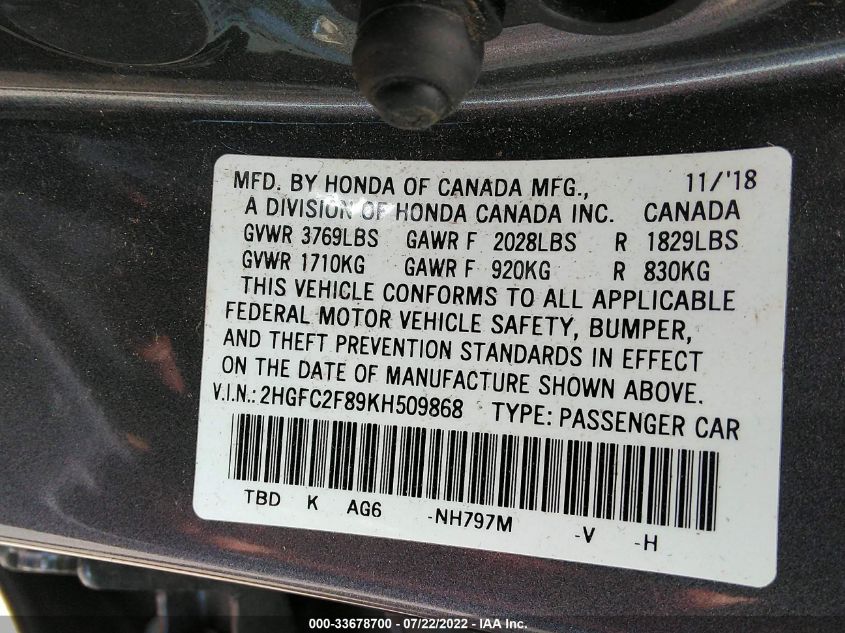 MFD. BY HONDA OF CANADA MFG., 11/'18
A DIVISION OF HONDA CANADA INC. CANADA
GVWR 3769LBS GAWR F 2028LBS R 1829LBS
GVWR 1710KG GAWR F 920KG R 830KG
THIS VEHICLE CONFORMS TO ALL APPLICABLE
FEDERAL MOTOR VEHICLE SAFETY, BUMPER,
AND THEFT PREVENTION STANDARDS IN EFFECT
ON THE DATE OF MANUFACTURE SHOWN ABOVE.
V.I.N.: 2HGFC2F89KH509868 TYPE: PASSENGER CAR
TBD K AG6 -NH797M -V -H
000-33678700 / 07/22/2022 - IAA Inc.